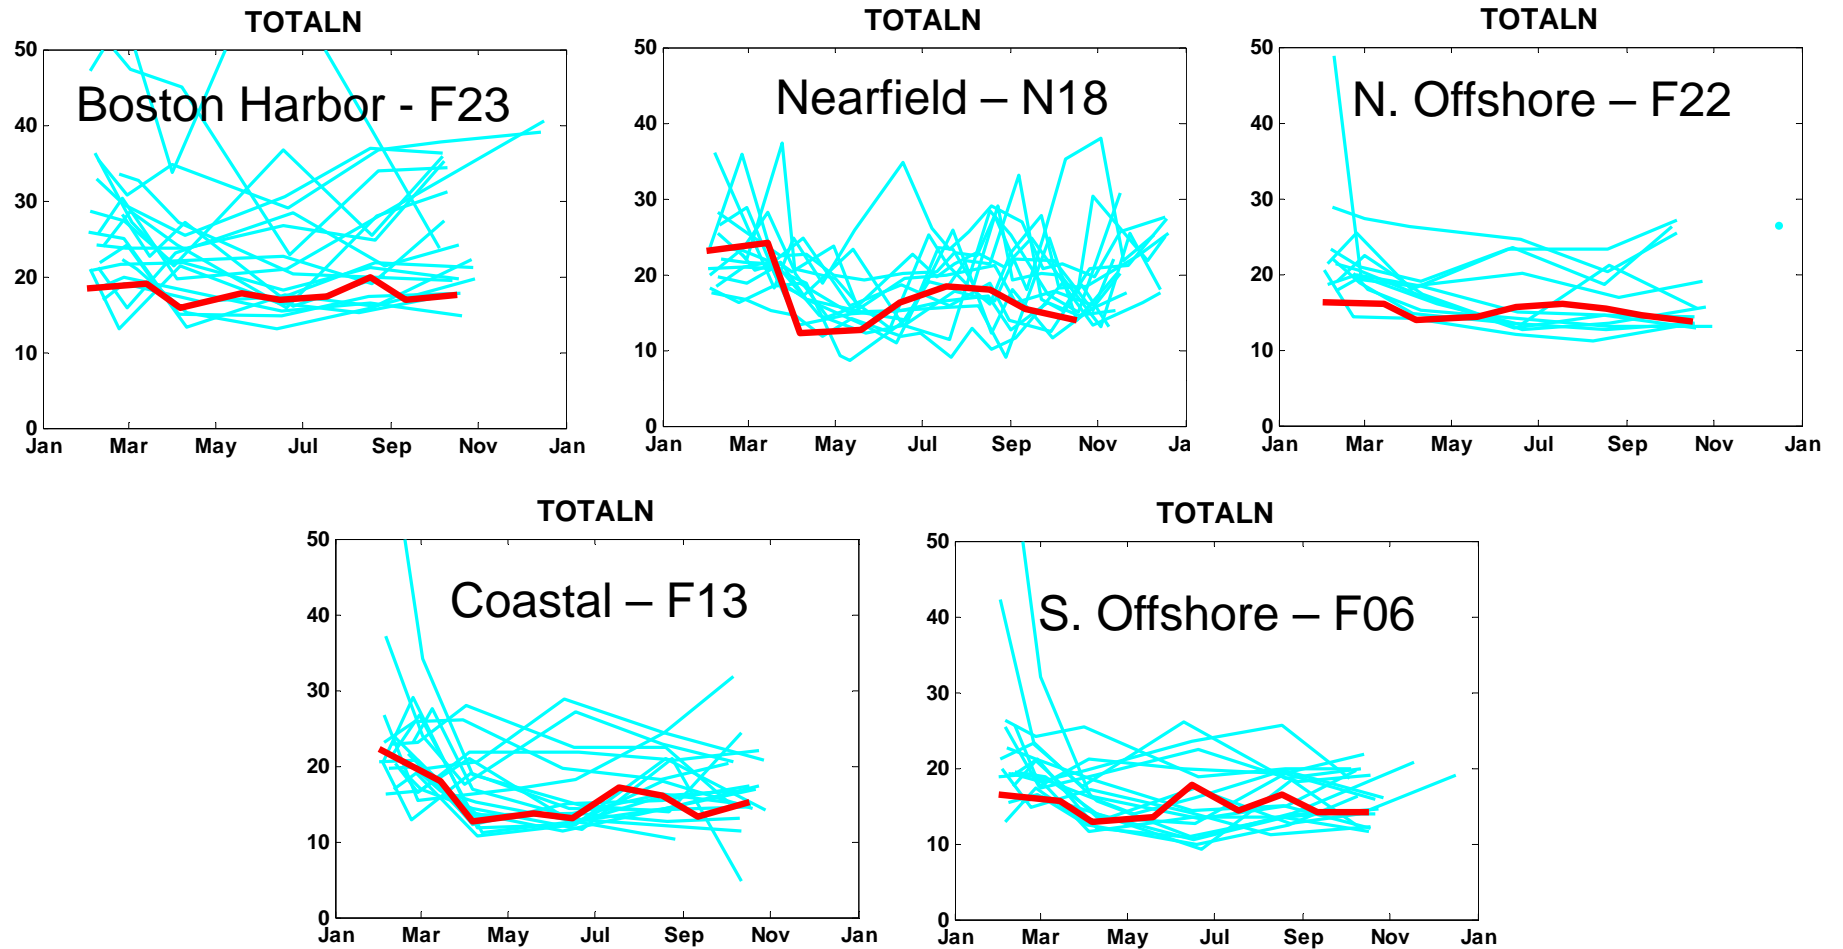 TOTALN
50
40
30
20
10
0
Jan Mar May Jul Sep Nov Jan
Boston Harbor - F23
TOTALN
50
40
30
20
10
0
Jan Mar May Jul Sep Nov Ja
Nearfield – N18
TOTALN
50
40
30
20
10
0
Jan Mar May Jul Sep Nov Jan
N. Offshore – F22
TOTALN
50
40
30
20
10
0
Jan Mar May Jul Sep Nov Jan
Coastal – F13
TOTALN
50
40
30
20
10
0
Jan Mar May Jul Sep Nov Jan
S. Offshore – F06